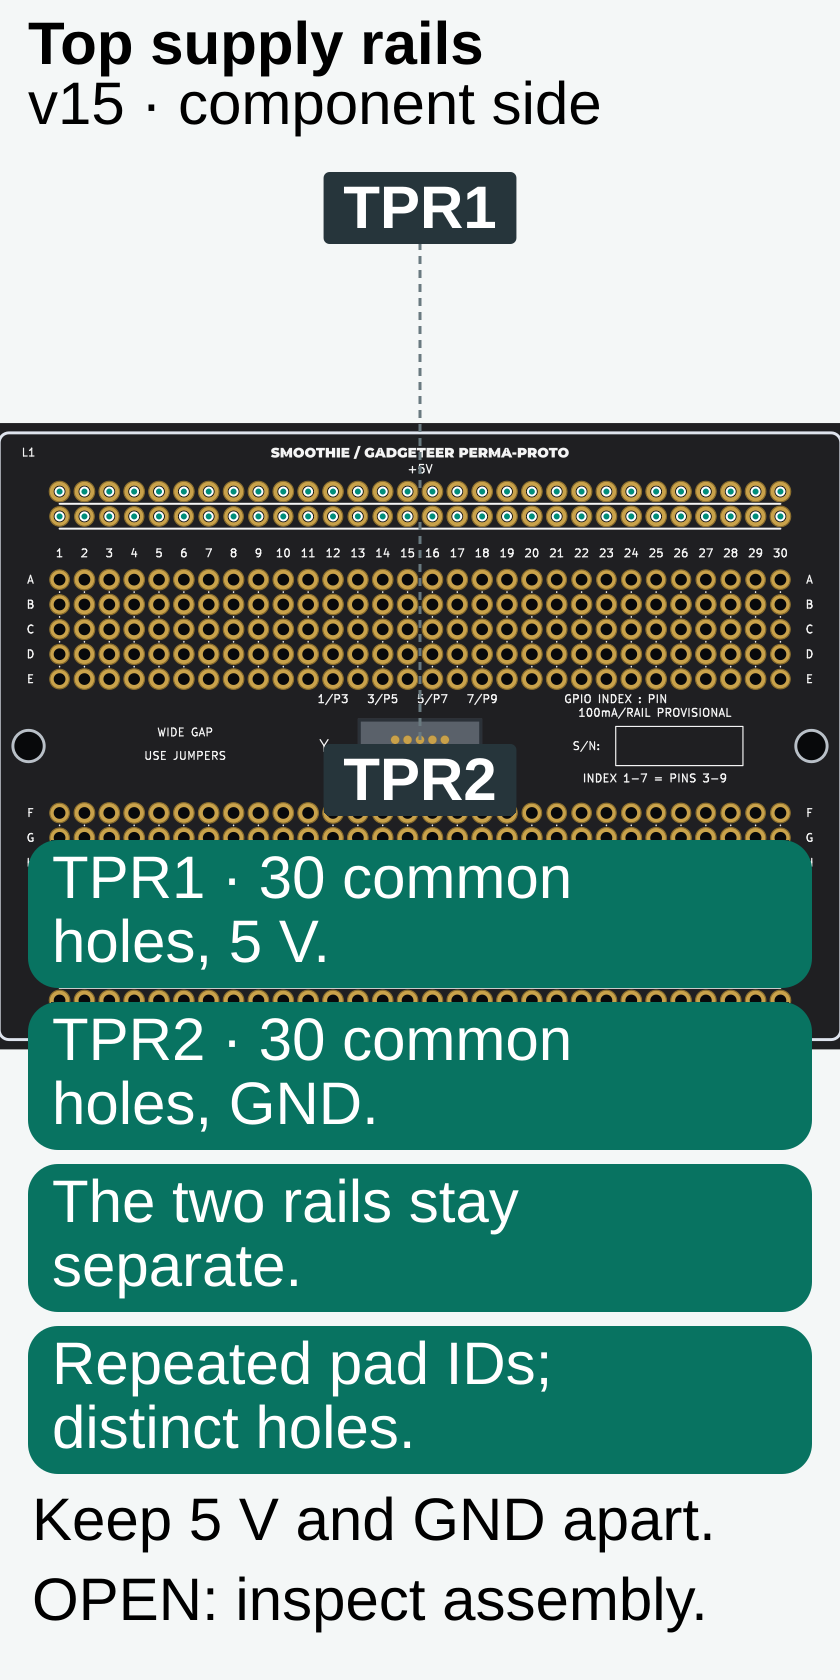 Top supply rails
v15 · component side
TPR1
L1
SMOOTHIE / GADGETEER PERMA-PROTO
+5V
1 2 3 4 5 6 7 8 9 10 11 12 13 14 15 16 17 18 19 20 21 22 23 24 25 26 27 28 29 30
A A
B B
C C
D D
E E
1/P3 3/P5 5/P7 7/P9 GPIO INDEX : PIN
100mA/RAIL PROVISIONAL
WIDE GAP
USE JUMPERS
Y
S/N:
INDEX 1-7 = PINS 3-9
TPR2
F F
G G
TPR1 · 30 common
holes, 5 V.
TPR2 · 30 common
holes, GND.
The two rails stay
separate.
Repeated pad IDs;
distinct holes.
Keep 5 V and GND apart.
OPEN: inspect assembly.